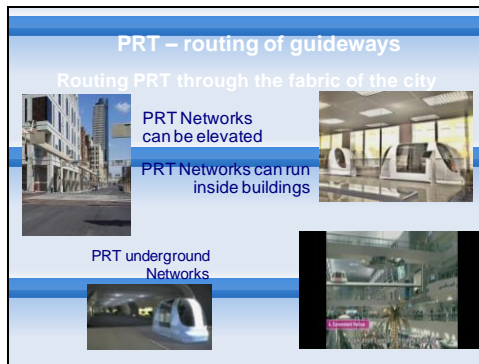 PRT – routing of guideways
Routing PRT through the fabric of the city
PRT Networks
can be elevated
PRT Networks can run
inside buildings
PRT underground
Networks